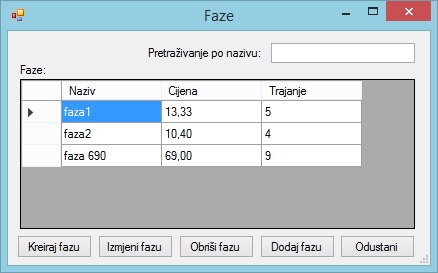 Faze
Pretraživanje po nazivu:
Faze:
Naziv Cijena Trajanje
faza1 13,33 5
faza2 10,40 4
faza 690 69,00 9
Kreiraj fazu Izmjeni fazu Obriši fazu Dodaj fazu Odustani